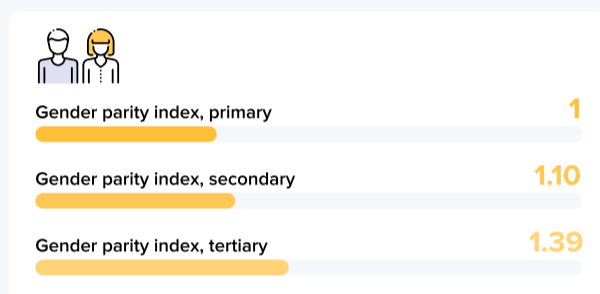 Gender parity index, primary 1
Gender parity index, secondary 1.10
Gender parity index, tertiary 1.39